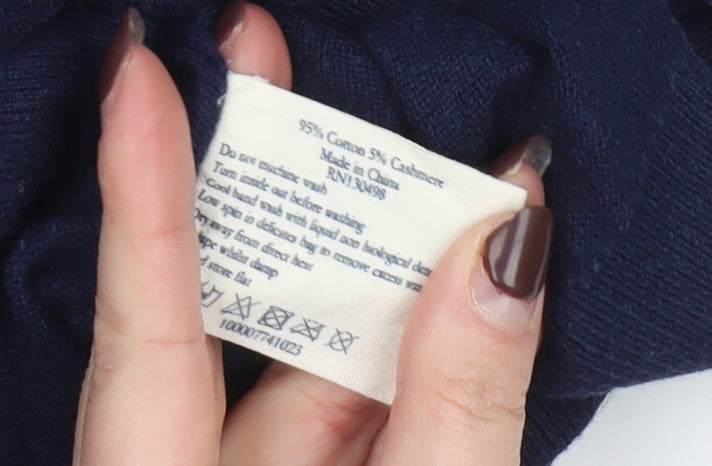 95% Cotton 5% Cashmere
Made in China
RN130498
Do not machine wash
Turn inside out before washing
Cool hand wash with liquid non biological
Low spin in delicates bag to remove excess
Dry away from direct heat
whilst damp
store flat
100007741023